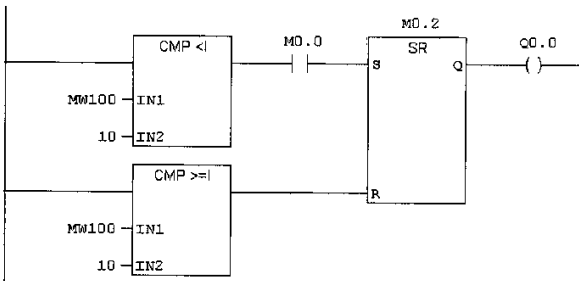 M0.2
CMP <I M0.0 SR Q0.0
S Q
MW100 IN1
10 IN2
CMP >=I
R
MW100 IN1
10 IN2